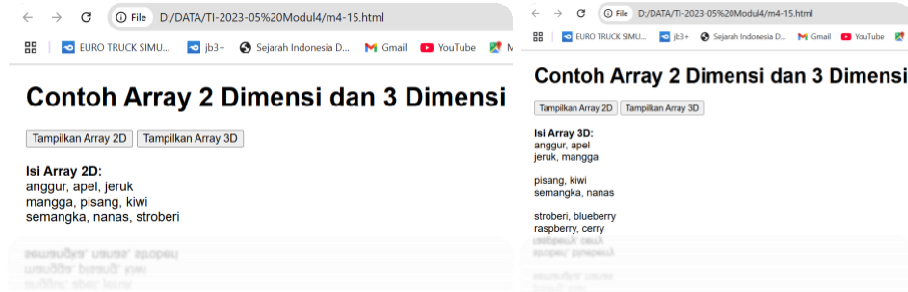 File D:/DATA/TI-2023-05%20Modul4/m4-15.html
EURO TRUCK SIMU... jb3- Sejarah Indonesia D... Gmail YouTube M
Contoh Array 2 Dimensi dan 3 Dimensi
Tampilkan Array 2D Tampilkan Array 3D
Isi Array 2D:
anggur, apel, jeruk
mangga, pisang, kiwi
semangka, nanas, stroberi
File D:/DATA/TI-2023-05%20Modul4/m4-15.html
EURO TRUCK SIMU... jb3+ Sejarah Indonesia D... Gmail YouTube
Contoh Array 2 Dimensi dan 3 Dimensi
Tampilkan Array 2D Tampilkan Array 3D
Isi Array 3D:
anggur, apel
jeruk, mangga
pisang, kiwi
semangka, nanas
stroberi, blueberry
raspberry, cerry